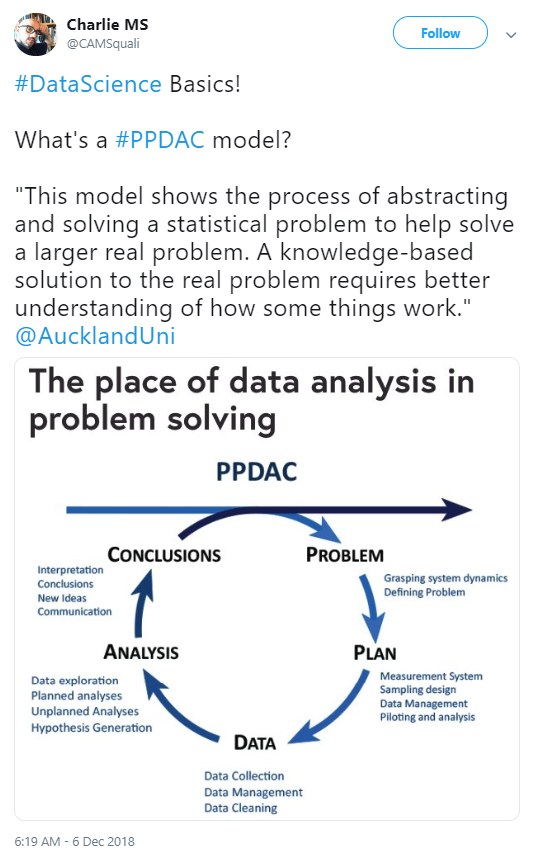 Charlie MS
@CAMSquali
Follow
#DataScience Basics!
What's a #PPDAC model?
"This model shows the process of abstracting
and solving a statistical problem to help solve
a larger real problem. A knowledge-based
solution to the real problem requires better
understanding of how some things work."
@AucklandUni
The place of data analysis in
problem solving
PPDAC
CONCLUSIONS
Interpretation
Conclusions
New Ideas
Communication
PROBLEM
Grasping system dynamics
Defining Problem
PLAN
Measurement System
Sampling design
Data Management
Piloting and analysis
ANALYSIS
Data exploration
Planned analyses
Unplanned Analyses
Hypothesis Generation
DATA
Data Collection
Data Management
Data Cleaning
6:19 AM - 6 Dec 2018